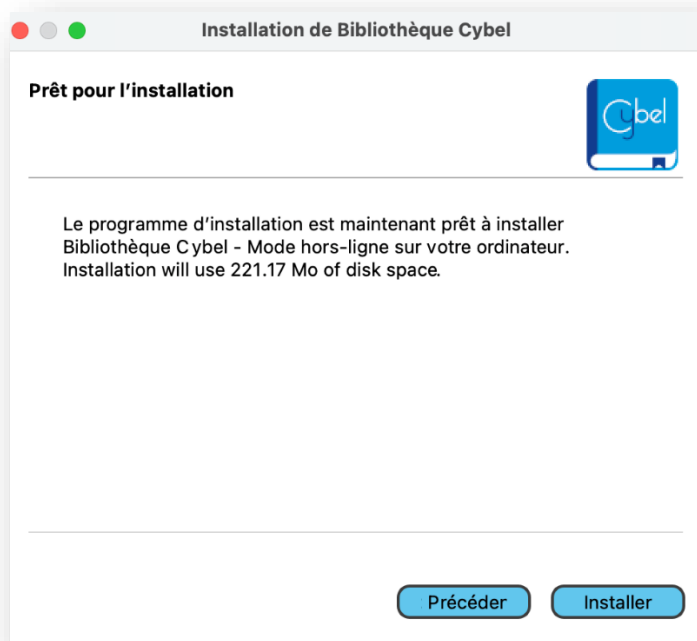 Installation de Bibliothèque Cybel
Prêt pour l'installation
Cybel
Le programme d'installation est maintenant prêt à installer
Bibliothèque Cybel - Mode hors-ligne sur votre ordinateur.
Installation will use 221.17 Mo of disk space.
Précéder
Installer